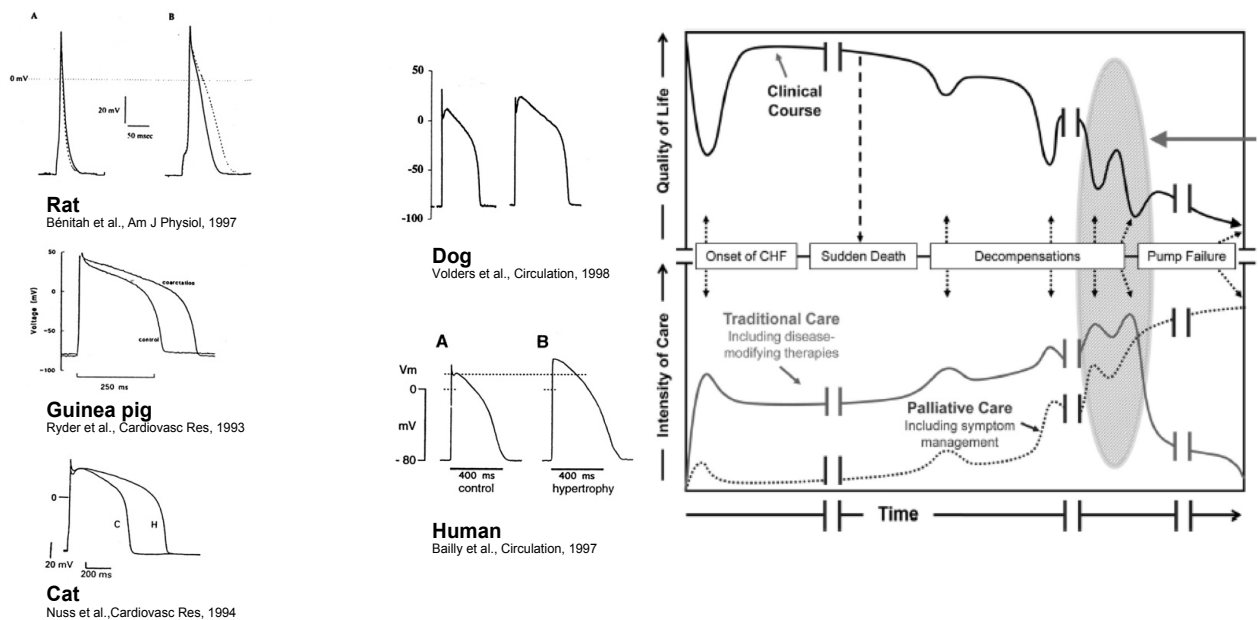 A
B
0 mV
20 mV
50 msec
Rat
Bénitah et al., Am J Physiol, 1997
50
0
-50
-100
Voltage (mV)
coarctation
control
250 ms
Guinea pig
Ryder et al., Cardiovasc Res, 1993
0
C
H
20 mV
200 ms
Cat
Nuss et al.,Cardiovasc Res, 1994
50
0
-50
-100
Dog
Volders et al., Circulation, 1998
A
B
Vm
0
mV
- 80
400 ms
control
400 ms
hypertrophy
Human
Bailly et al., Circulation, 1997
Quality of Life
Clinical
Course
Onset of CHF
Sudden Death
Decompensations
Pump Failure
Intensity of Care
Traditional Care
Including disease-
modifying therapies
Palliative Care
Including symptom
management
Time